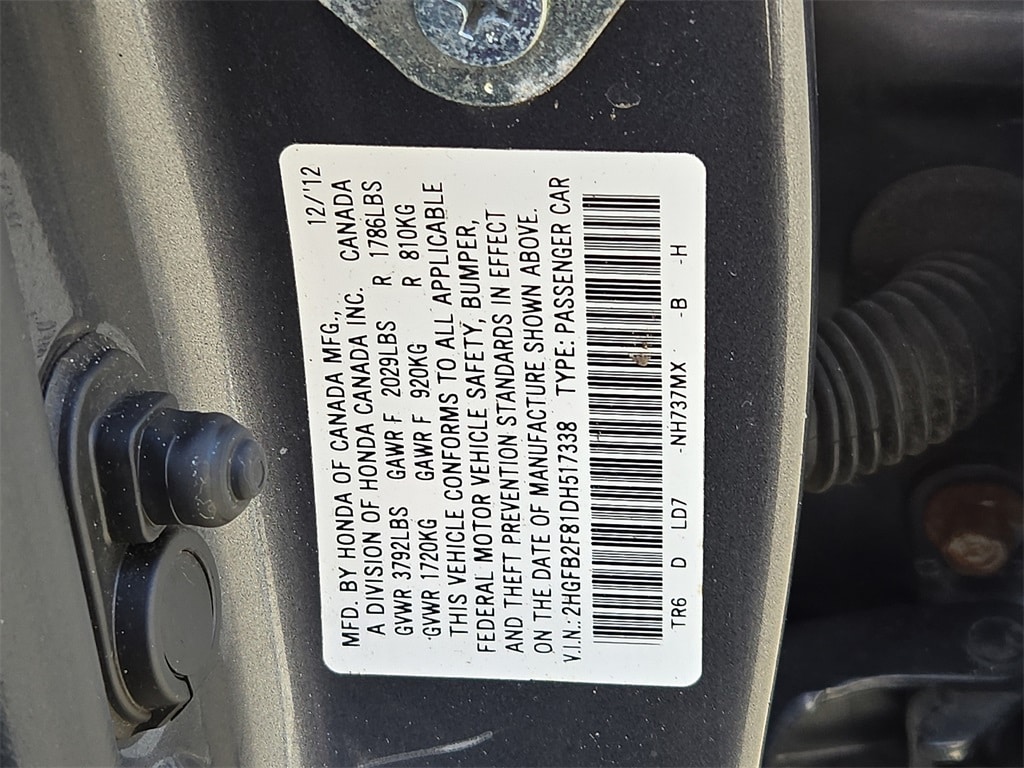 MFD. BY HONDA OF CANADA MFG., 12/12
A DIVISION OF HONDA CANADA INC. CANADA
GVWR 3792LBS GAWR F 2029LBS R 1786LBS
GVWR 1720KG GAWR F 920KG R 810KG
THIS VEHICLE CONFORMS TO ALL APPLICABLE
FEDERAL MOTOR VEHICLE SAFETY, BUMPER,
AND THEFT PREVENTION STANDARDS IN EFFECT
ON THE DATE OF MANUFACTURE SHOWN ABOVE.
V.I.N.: 2HGFB2F81DH517338 TYPE: PASSENGER CAR
TR6 D LD7 -NH737MX -B -H